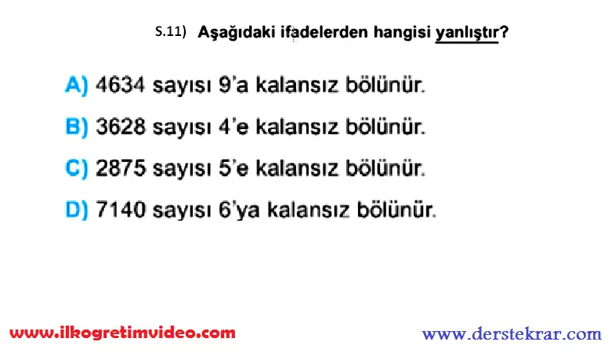 S.11) Aşağıdaki ifadelerden hangisi yanlıştır?
A) 4634 sayısı 9'a kalansız bölünür.
B) 3628 sayısı 4'e kalansız bölünür.
C) 2875 sayısı 5'e kalansız bölünür.
D) 7140 sayısı 6'ya kalansız bölünür.
www.ilkogretimvideo.com www.derstekrar.com